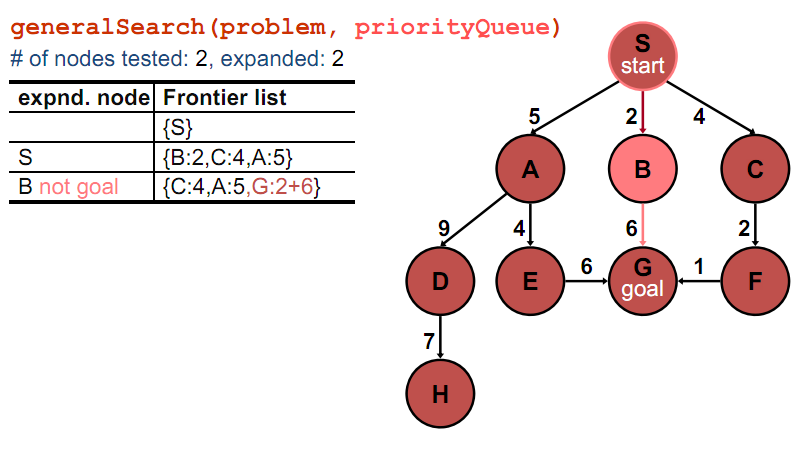 generalSearch(problem, priorityQueue)
# of nodes tested: 2, expanded: 2
expnd. node Frontier list
{S}
S {B:2,C:4,A:5}
B not goal {C:4,A:5,G:2+6}
S
start
5 2 4
A B C
9 4 6 2
D E 6 G 1 F
goal
7
H